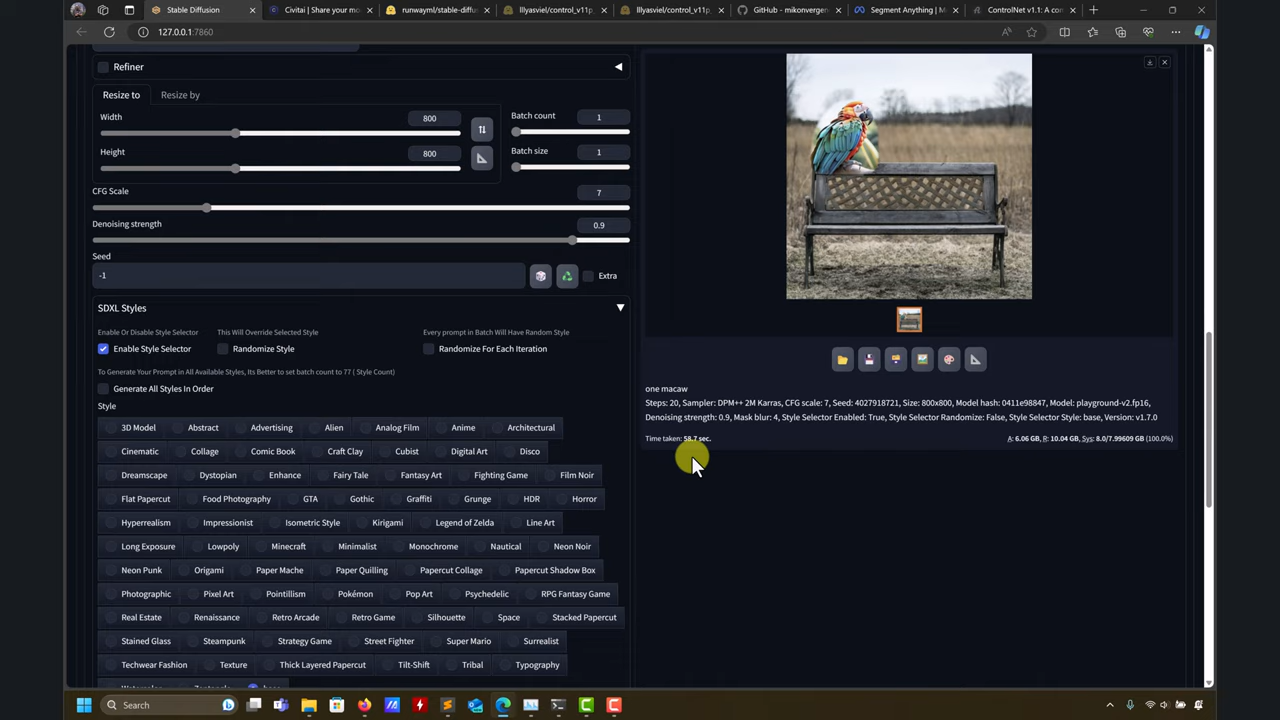 Stable Diffusion
Civitai | Share your mo
runwayml/stable-diffus
lllyasviel/control_v11p_
lllyasviel/control_v11p_
GitHub - mikonvergen
Segment Anything | M
ControlNet v1.1: A con
127.0.0.1:7860
Refiner
Resize to
Resize by
Width
800
Batch count
1
Height
800
Batch size
1
CFG Scale
7
Denoising strength
0.9
Seed
-1
Extra
SDXL Styles
Enable Or Disable Style Selector
This Will Override Selected Style
Every prompt in Batch Will Have Random Style
Enable Style Selector
Randomize Style
Randomize For Each Iteration
To Generate Your Prompt in All Available Styles, Its Better to set batch count to 77 ( Style Count)
Generate All Styles In Order
Style
3D Model Abstract Advertising Alien Analog Film Anime Architectural
Cinematic Collage Comic Book Craft Clay Cubist Digital Art Disco
Dreamscape Dystopian Enhance Fairy Tale Fantasy Art Fighting Game Film Noir
Flat Papercut Food Photography GTA Gothic Graffiti Grunge HDR Horror
Hyperrealism Impressionist Isometric Style Kirigami Legend of Zelda Line Art
Long Exposure Lowpoly Minecraft Minimalist Monochrome Nautical Neon Noir
Neon Punk Origami Paper Mache Paper Quilling Papercut Collage Papercut Shadow Box
Photographic Pixel Art Pointillism Pokémon Pop Art Psychedelic RPG Fantasy Game
Real Estate Renaissance Retro Arcade Retro Game Silhouette Space Stacked Papercut
Stained Glass Steampunk Strategy Game Street Fighter Super Mario Surrealist
Techwear Fashion Texture Thick Layered Papercut Tilt-Shift Tribal Typography
one macaw
Steps: 20, Sampler: DPM++ 2M Karras, CFG scale: 7, Seed: 4027918721, Size: 800x800, Model hash: 0411e98847, Model: playground-v2.fp16,
Denoising strength: 0.9, Mask blur: 4, Style Selector Enabled: True, Style Selector Randomize: False, Style Selector Style: base, Version: v1.7.0
Time taken: 58.7 sec.
A: 6.06 GB, R: 10.04 GB, Sys: 8.0/7.99609 GB (100.0%)
Search